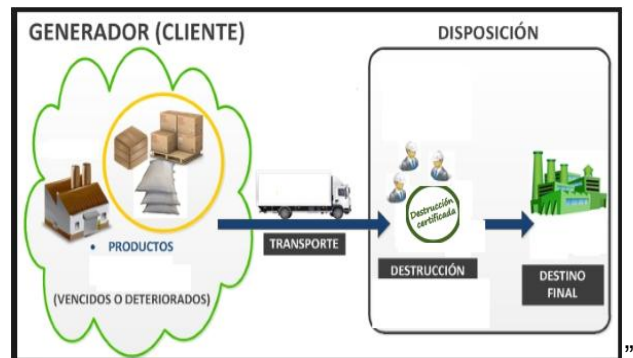 GENERADOR (CLIENTE)
DISPOSICIÓN
Destrucción
certificada
• PRODUCTOS
TRANSPORTE
DESTRUCCIÓN
DESTINO
FINAL
(VENCIDOS O DETERIORADOS)
”